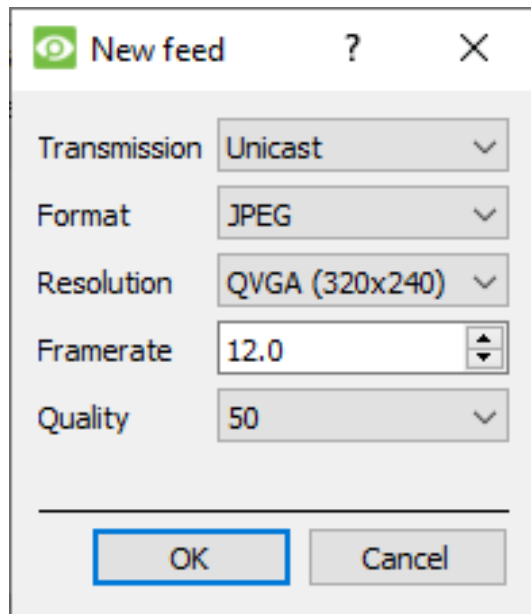 New feed ?
Transmission Unicast
Format JPEG
Resolution QVGA (320x240)
Framerate 12.0
Quality 50
OK Cancel